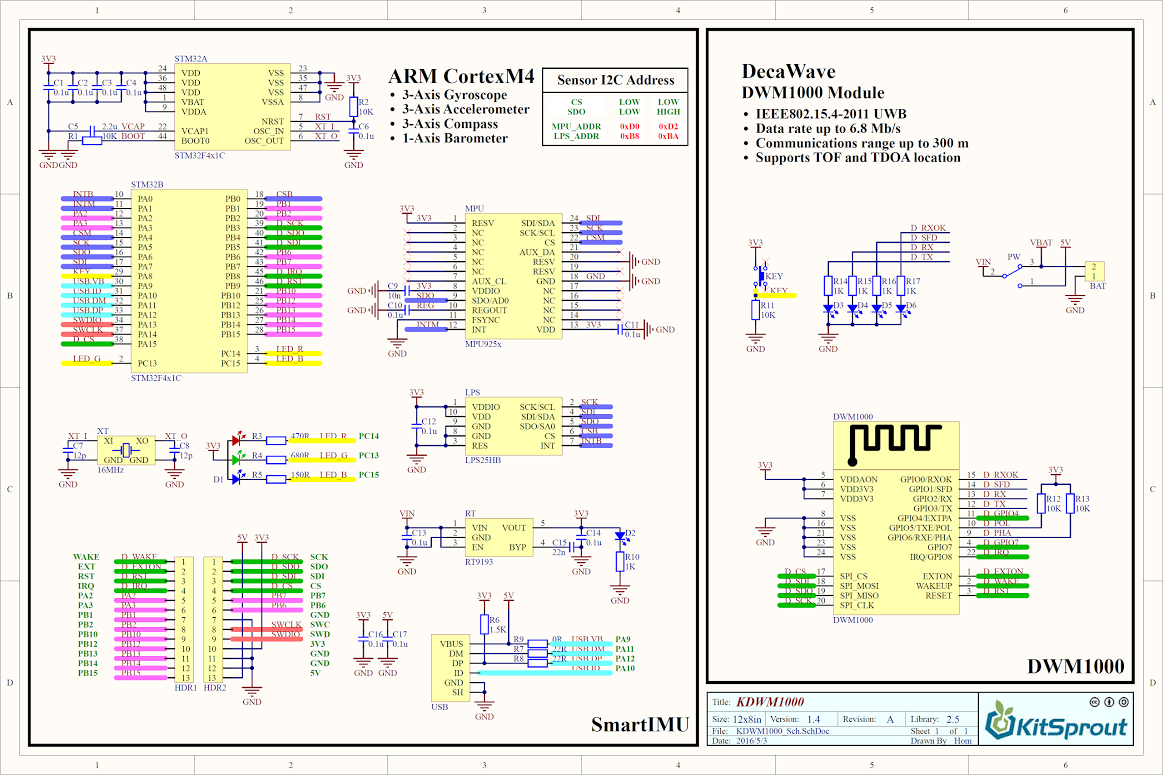 1 2 3 4 5 6
A
B
C
D
ARM CortexM4
• 3-Axis Gyroscope
• 3-Axis Accelerometer
• 3-Axis Compass
• 1-Axis Barometer
Sensor I2C Address
CS LOW LOW
SDO LOW HIGH
MPU_ADDR 0xD0 0xD2
LPS_ADDR 0xB8 0xBA
STM32A
3V3
C1 0.1u
C2 0.1u
C3 0.1u
C4 0.1u
24 VDD VSS 23
36 VDD VSS 35
48 VDD VSS 47
1 VBAT VSSA 8
9 VDDA
NRST 7 RST
C5 2.2u VCAP 22 VCAP1 OSC_IN 5 XT_I
R1 10K BOOT 44 BOOT0 OSC_OUT 6 XT_O
STM32F4x1C
GND GND
GND
3V3
R2 10K
C6 0.1u
GND
STM32B
INTB 10 PA0 PB0 18 CSB
INTM 11 PA1 PB1 19 PB1
PA2 12 PA2 PB2 20 PB2
PA3 13 PA3 PB3 39 D_SCK
CSM 14 PA4 PB4 40 D_SDO
SCK 15 PA5 PB5 41 D_SDI
SDO 16 PA6 PB6 42 PB6
SDI 17 PA7 PB7 43 PB7
KEY 29 PA8 PB8 45 D_IRQ
USB.VB 30 PA9 PB9 46 D_RST
USB.ID 31 PA10 PB10 21 PB10
USB.DM 32 PA11 PB12 25 PB12
USB.DP 33 PA12 PB13 26 PB13
SWDIO 34 PA13 PB14 27 PB14
SWCLK 37 PA14 PB15 28 PB15
D_CS 38 PA15
PC14 3 LED_R
LED_G 2 PC13 PC15 4 LED_B
STM32F4x1C
MPU
3V3
3V3 1 RESV SDI/SDA 24 SDI
2 NC SCK/SCL 23 SCK
3 NC CS 22 CSM
4 NC AUX_DA 21
5 NC RESV 20 GND
6 NC RESV 19
7 AUX_CL GND 18 GND GND
C9 10n 3V3 8 VDDIO NC 17
GND SDO 9 SDO/AD0 NC 16
C10 0.1u REG 10 REGOUT NC 15
GND 11 FSYNC NC 14
INTM 12 INT VDD 13 3V3 C11 0.1u GND
GND
MPU925x
LPS
3V3
C12 0.1u
1 VDDIO SCK/SCL 2 SCK
10 VDD SDI/SDA 4 SDI
9 GND SDO/SA0 5 SDO
8 GND CS 6 CSB
3 RES INT 7 INTB
GND
LPS25HB
XT
XT_I XI XO XT_O
C7 12p
C8 12p
GND GND
16MHz
GND GND
3V3
R3 470R LED_R PC14
R4 680R LED_G PC13
D1 R5 150R LED_B PC15
RT
VIN 3V3
C13 0.1u
1 VIN VOUT 5
2 GND
3 EN BYP 4 C15 22n
C14 0.1u
D2
R10 1K
RT9193
GND GND GND
5V 3V3
WAKE D_WAKE 1 1 D_SCK SCK
EXT D_EXTON 2 2 D_SDO SDO
RST D_RST 3 3 D_SDI SDI
IRQ D_IRQ 4 4 D_CS CS
PA2 PA2 5 5 PB7 PB7
PA3 PA3 6 6 PB6 PB6
PB1 PB1 7 7 GND
PB2 PB2 8 8 SWCLK SWC
PB10 PB10 9 9 SWDIO SWD
PB12 PB12 10 10 3V3
PB13 PB13 11 11 GND
PB14 PB14 12 12 GND
PB15 PB15 13 13 5V
HDR1 HDR2
GND
3V3 5V
C16 0.1u
C17 0.1u
GND GND
3V3 5V
R6 1.5K
VBUS R9 0R USB.VB PA9
DM R7 22R USB.DM PA11
DP R8 22R USB.DP PA12
ID USB.ID PA10
GND
SH
USB GND
SmartIMU
DecaWave
DWM1000 Module
• IEEE802.15.4-2011 UWB
• Data rate up to 6.8 Mb/s
• Communications range up to 300 m
• Supports TOF and TDOA location
3V3
KEY
KEY
R11 10K
GND
D_RXOK
D_SFD
D_RX
D_TX
R14 1K
R15 1K
R16 1K
R17 1K
D3 D4 D5 D6
GND
VBAT 5V
VIN PW
2 3
1
2
1
BAT
GND
DWM1000
3V3
5 VDDAON GPIO0/RXOK 15 D_RXOK
6 VDD3V3 GPIO1/SFD 14 D_SFD
7 VDD3V3 GPIO2/RX 13 D_RX
GPIO3/TX 12 D_TX
8 VSS GPIO4/EXTPA 11 D_GPIO4
16 VSS GPIO5/TXE/POL 10 D_POL
21 VSS GPIO6/RXE/PHA 9 D_PHA
23 VSS GPIO7 4 D_GPIO7
24 VSS IRQ/GPIO8 22 D_IRQ
D_CS 17 SPI_CS EXTON 1 D_EXTON
D_SDI 18 SPI_MOSI WAKEUP 2 D_WAKE
D_SDO 19 SPI_MISO RESET 3 D_RST
D_SCK 20 SPI_CLK
GND
3V3
R12 10K
R13 10K
DWM1000
DWM1000
Title: KDWM1000
Size: 12x8in Version: 1.4 Revision: A Library: 2.5
File: KDWM1000_Sch.SchDoc Sheet 1 of 1
Date: 2016/5/3 Drawn By Hom
KitSprout
A
B
C
D
1 2 3 4 5 6